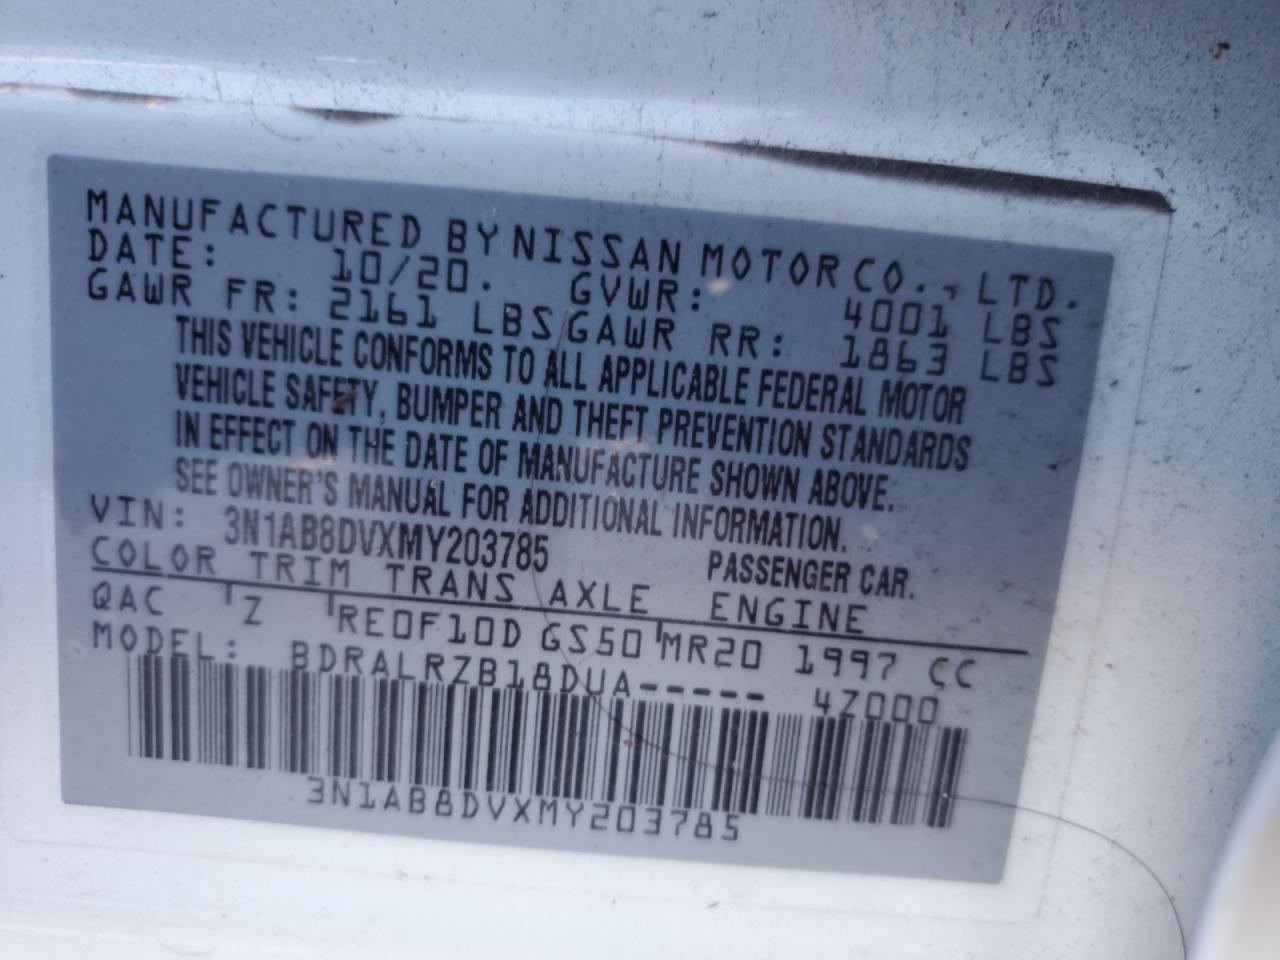 MANUFACTURED BY NISSAN MOTOR CO., LTD.
DATE: 10/20. GVWR: 4001 LBS
GAWR FR: 2161 LBS GAWR RR: 1863 LBS
THIS VEHICLE CONFORMS TO ALL APPLICABLE FEDERAL MOTOR
VEHICLE SAFETY, BUMPER AND THEFT PREVENTION STANDARDS
IN EFFECT ON THE DATE OF MANUFACTURE SHOWN ABOVE.
SEE OWNER'S MANUAL FOR ADDITIONAL INFORMATION.
VIN: 3N1AB8DVXMY203785 PASSENGER CAR.
COLOR TRIM TRANS AXLE ENGINE
QAC Z RE0F10D GS50 MR20 1997 CC
MODEL: BDRALRZB18DUA----- 4Z000
3N1AB8DVXMY203785